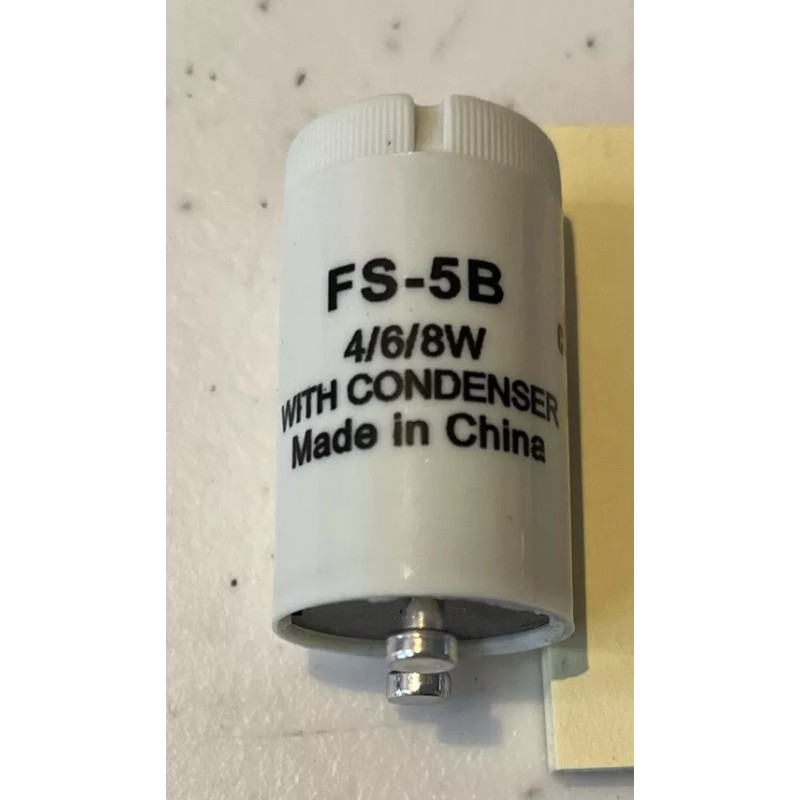 FS-5B
4/6/8W
WITH CONDENSER
Made in China
C